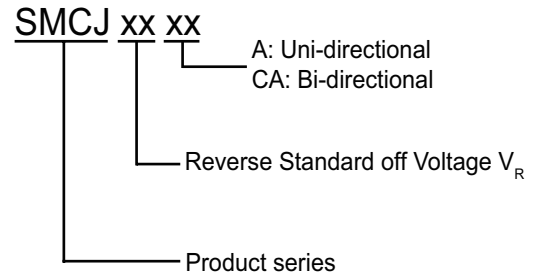 SMCJ xx xx
A: Uni-directional
CA: Bi-directional
Reverse Standard off Voltage VR
Product series